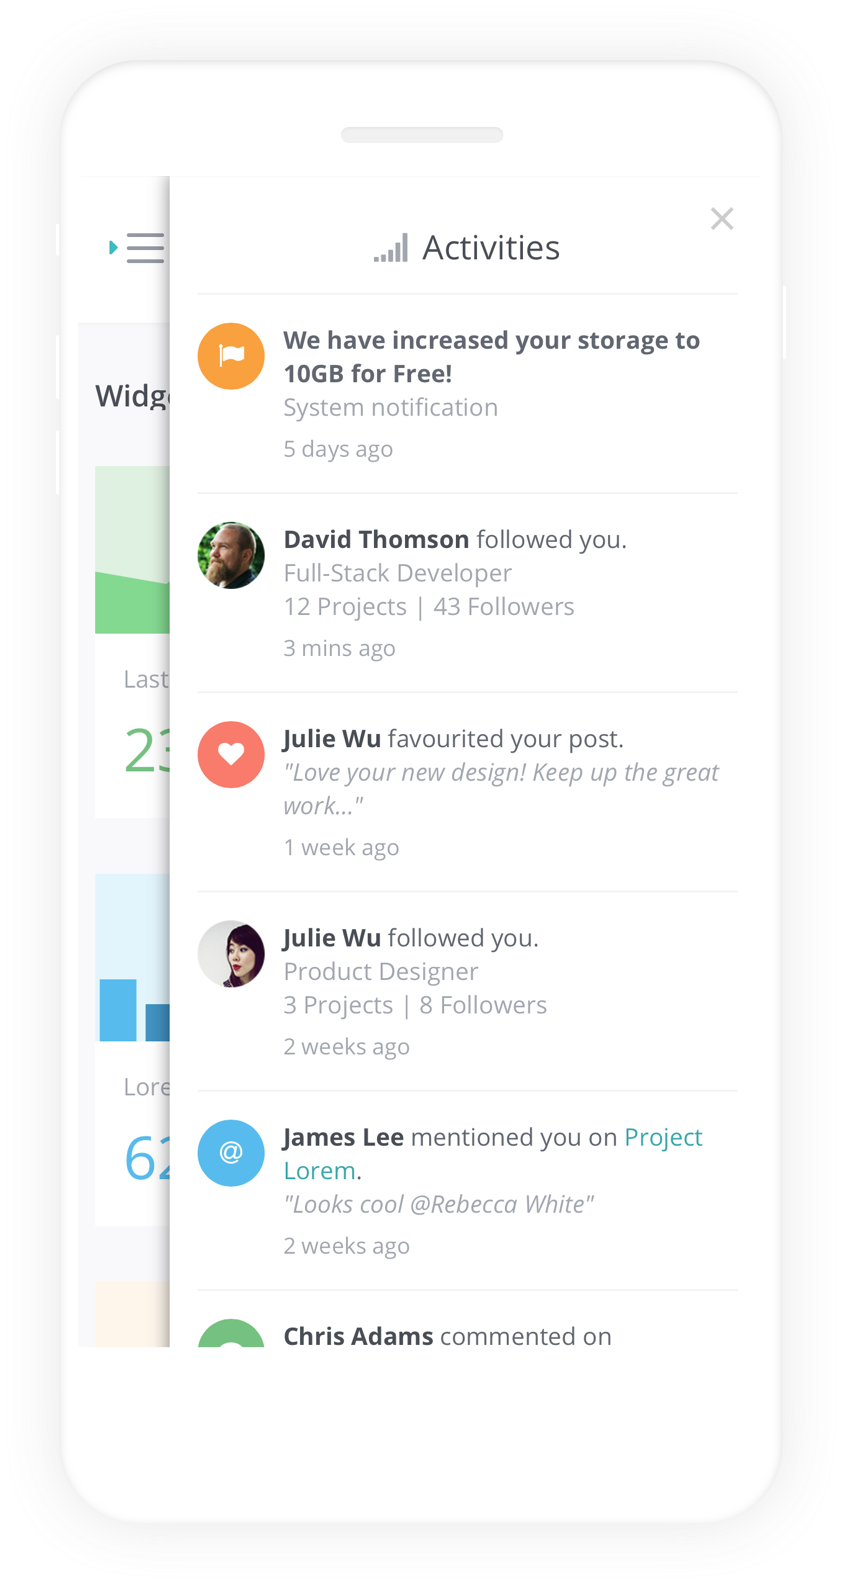 Activities
We have increased your storage to
10GB for Free!
System notification
5 days ago
David Thomson followed you.
Full-Stack Developer
12 Projects | 43 Followers
3 mins ago
Julie Wu favourited your post.
"Love your new design! Keep up the great
work..."
1 week ago
Julie Wu followed you.
Product Designer
3 Projects | 8 Followers
2 weeks ago
@
James Lee mentioned you on Project
Lorem.
"Looks cool @Rebecca White"
2 weeks ago
Chris Adams commented on
Last
23
Lore
62